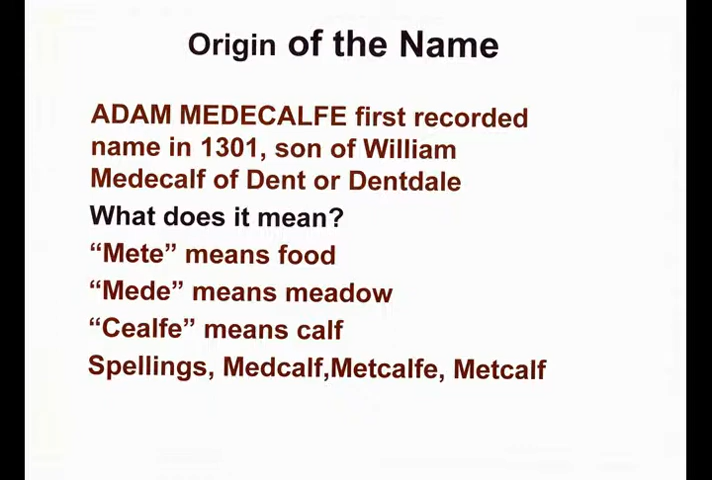 Origin of the Name
ADAM MEDECALFE first recorded
name in 1301, son of William
Medecalf of Dent or Dentdale
What does it mean?
“Mete” means food
“Mede” means meadow
“Cealfe” means calf
Spellings, Medcalf,Metcalfe, Metcalf